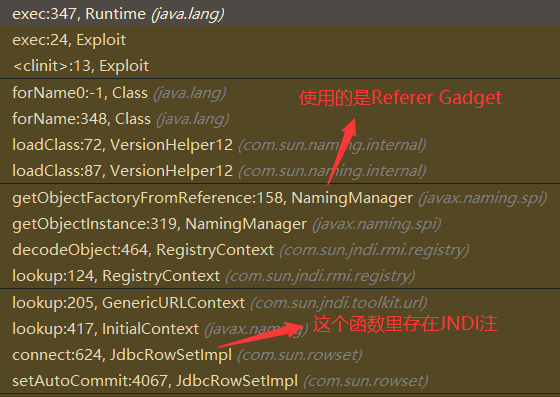 exec:347, Runtime (java.lang)
exec:24, Exploit
<clinit>:13, Exploit
forName0:-1, Class (java.lang)
使用的是Referer Gadget
forName:348, Class (java.lang)
loadClass:72, VersionHelper12 (com.sun.naming.internal)
loadClass:87, VersionHelper12 (com.sun.naming.internal)
getObjectFactoryFromReference:158, NamingManager (javax.naming.spi)
getObjectInstance:319, NamingManager (javax.naming.spi)
decodeObject:464, RegistryContext (com.sun.jndi.rmi.registry)
lookup:124, RegistryContext (com.sun.jndi.rmi.registry)
lookup:205, GenericURLContext (com.sun.jndi.toolkit.url)
lookup:417, InitialContext (javax.naming)
这个函数里存在JNDI注
connect:624, JdbcRowSetImpl (com.sun.rowset)
setAutoCommit:4067, JdbcRowSetImpl (com.sun.rowset)